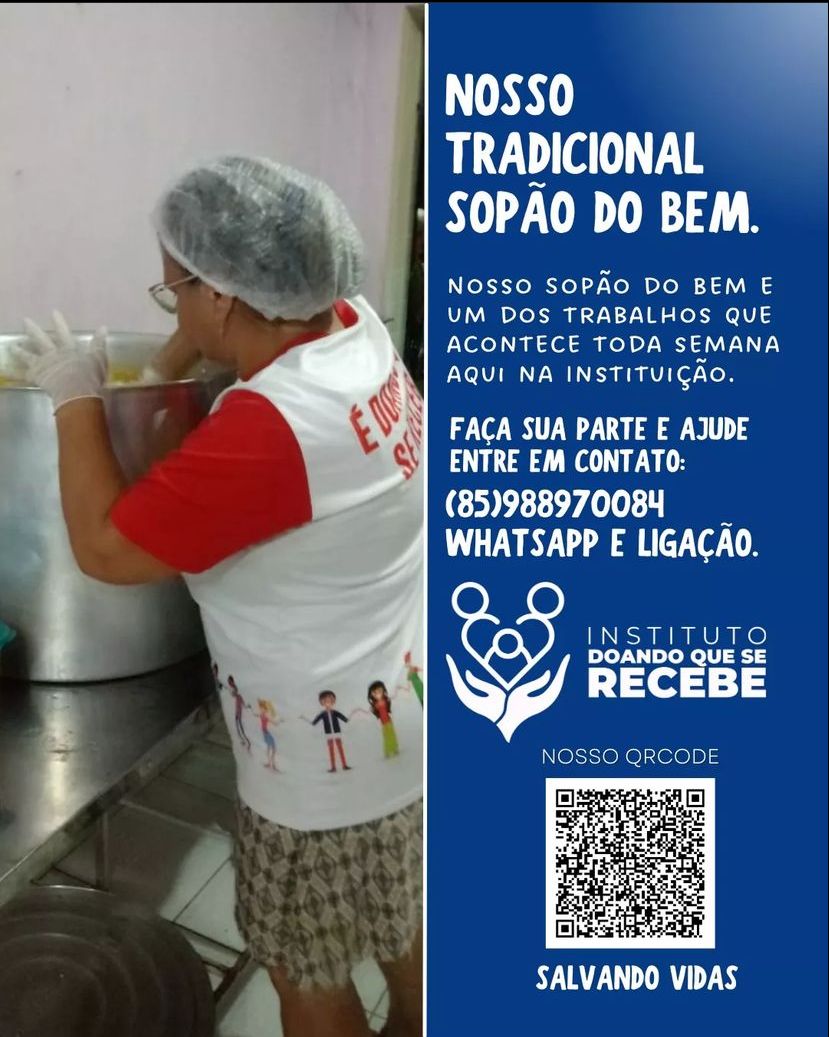 NOSSO
TRADICIONAL
SOPÃO DO BEM.
NOSSO SOPÃO DO BEM E
UM DOS TRABALHOS QUE
ACONTECE TODA SEMANA
AQUI NA INSTITUIÇÃO.
FAÇA SUA PARTE E AJUDE
ENTRE EM CONTATO:
(85)988970084
WHATSAPP E LIGAÇÃO.
INSTITUTO
DOANDO QUE SE
RECEBE
NOSSO QRCODE
SALVANDO VIDAS
É